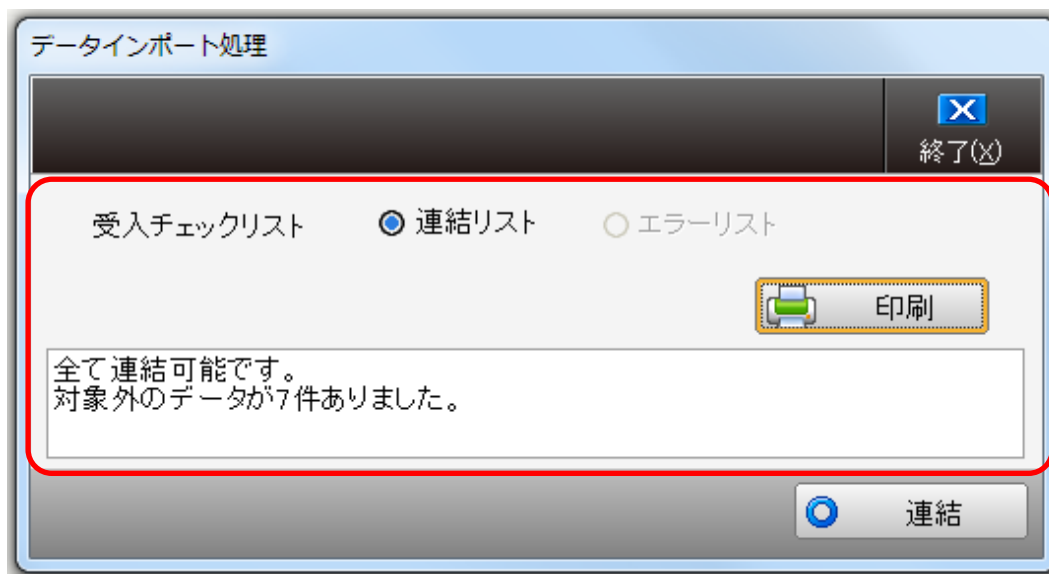 データインポート処理
終了(X)
受入チェックリスト 連結リスト エラーリスト
印刷
全て連結可能です。
対象外のデータが7件ありました。
連結